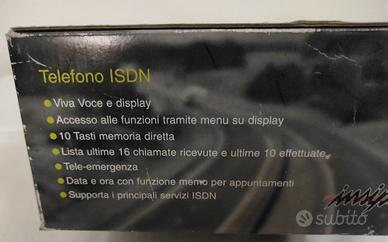 Telefono ISDN
Viva Voce e display
Accesso alle funzioni tramite menu su display
10 Tasti memoria diretta
Lista ultime 16 chiamate ricevute e ultime 10 effettuate
Tele-emergenza
Data e ora con funzione memo per appuntamenti
Supporta i principali servizi ISDN
subito